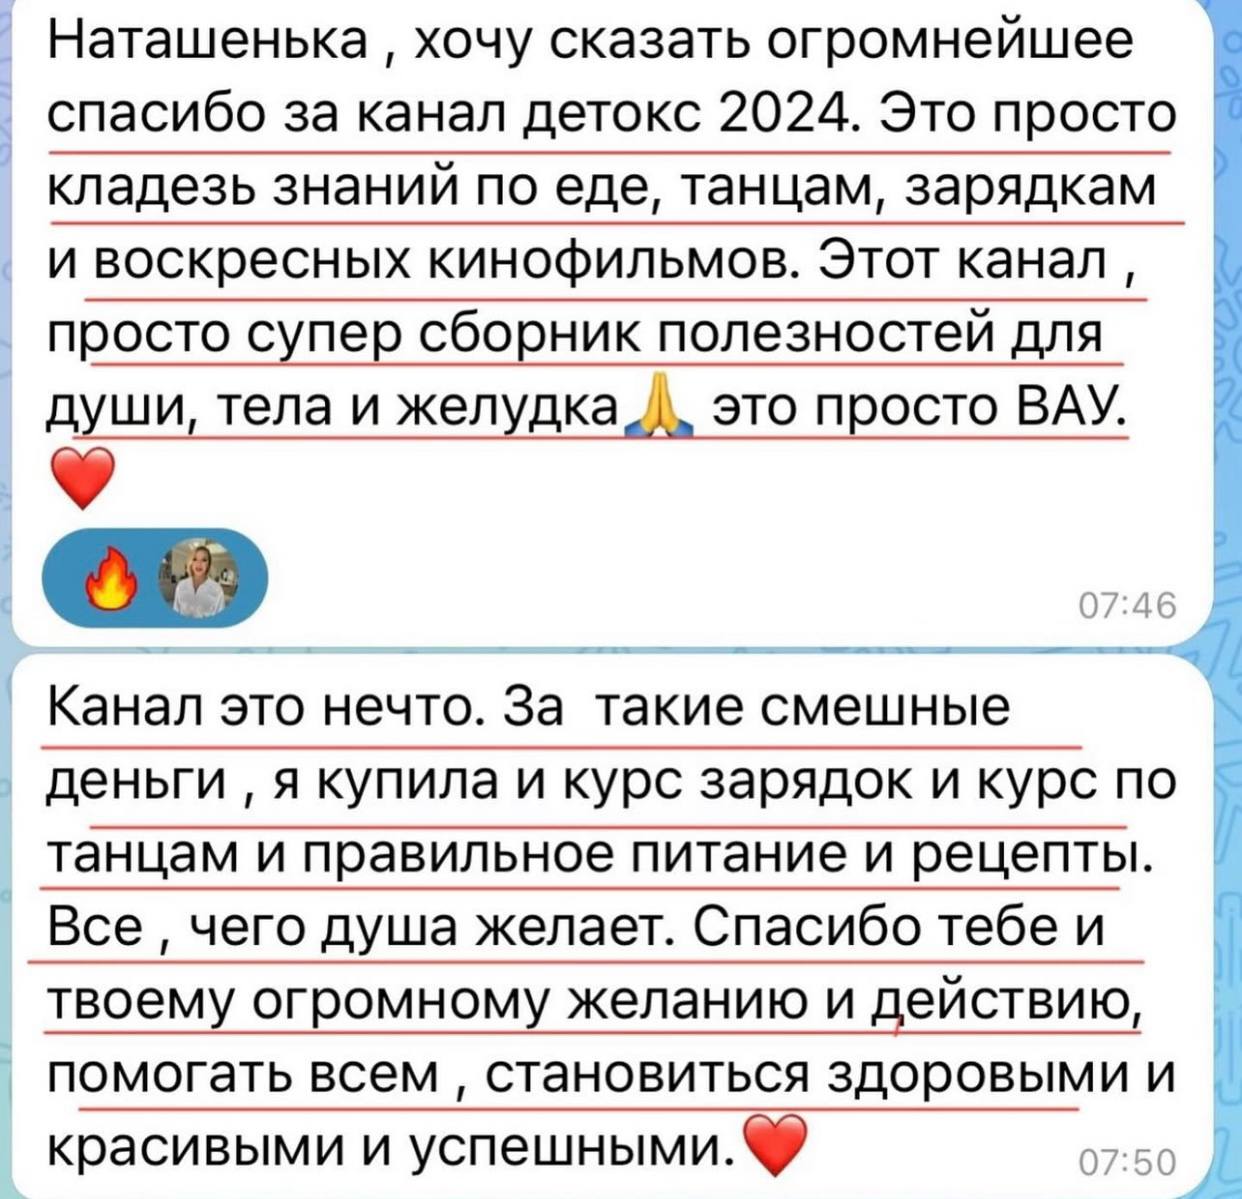 Наташенька , хочу сказать огромнейшее
спасибо за канал детокс 2024. Это просто
кладезь знаний по еде, танцам, зарядкам
и воскресных кинофильмов. Этот канал ,
просто супер сборник полезностей для
души, тела и желудка🙏 это просто ВАУ.
❤️
🔥
07:46
Канал это нечто. За  такие смешные
деньги , я купила и курс зарядок и курс по
танцам и правильное питание и рецепты.
Все , чего душа желает. Спасибо тебе и
твоему огромному желанию и действию,
помогать всем , становиться здоровыми и
красивыми и успешными.❤️
07:50